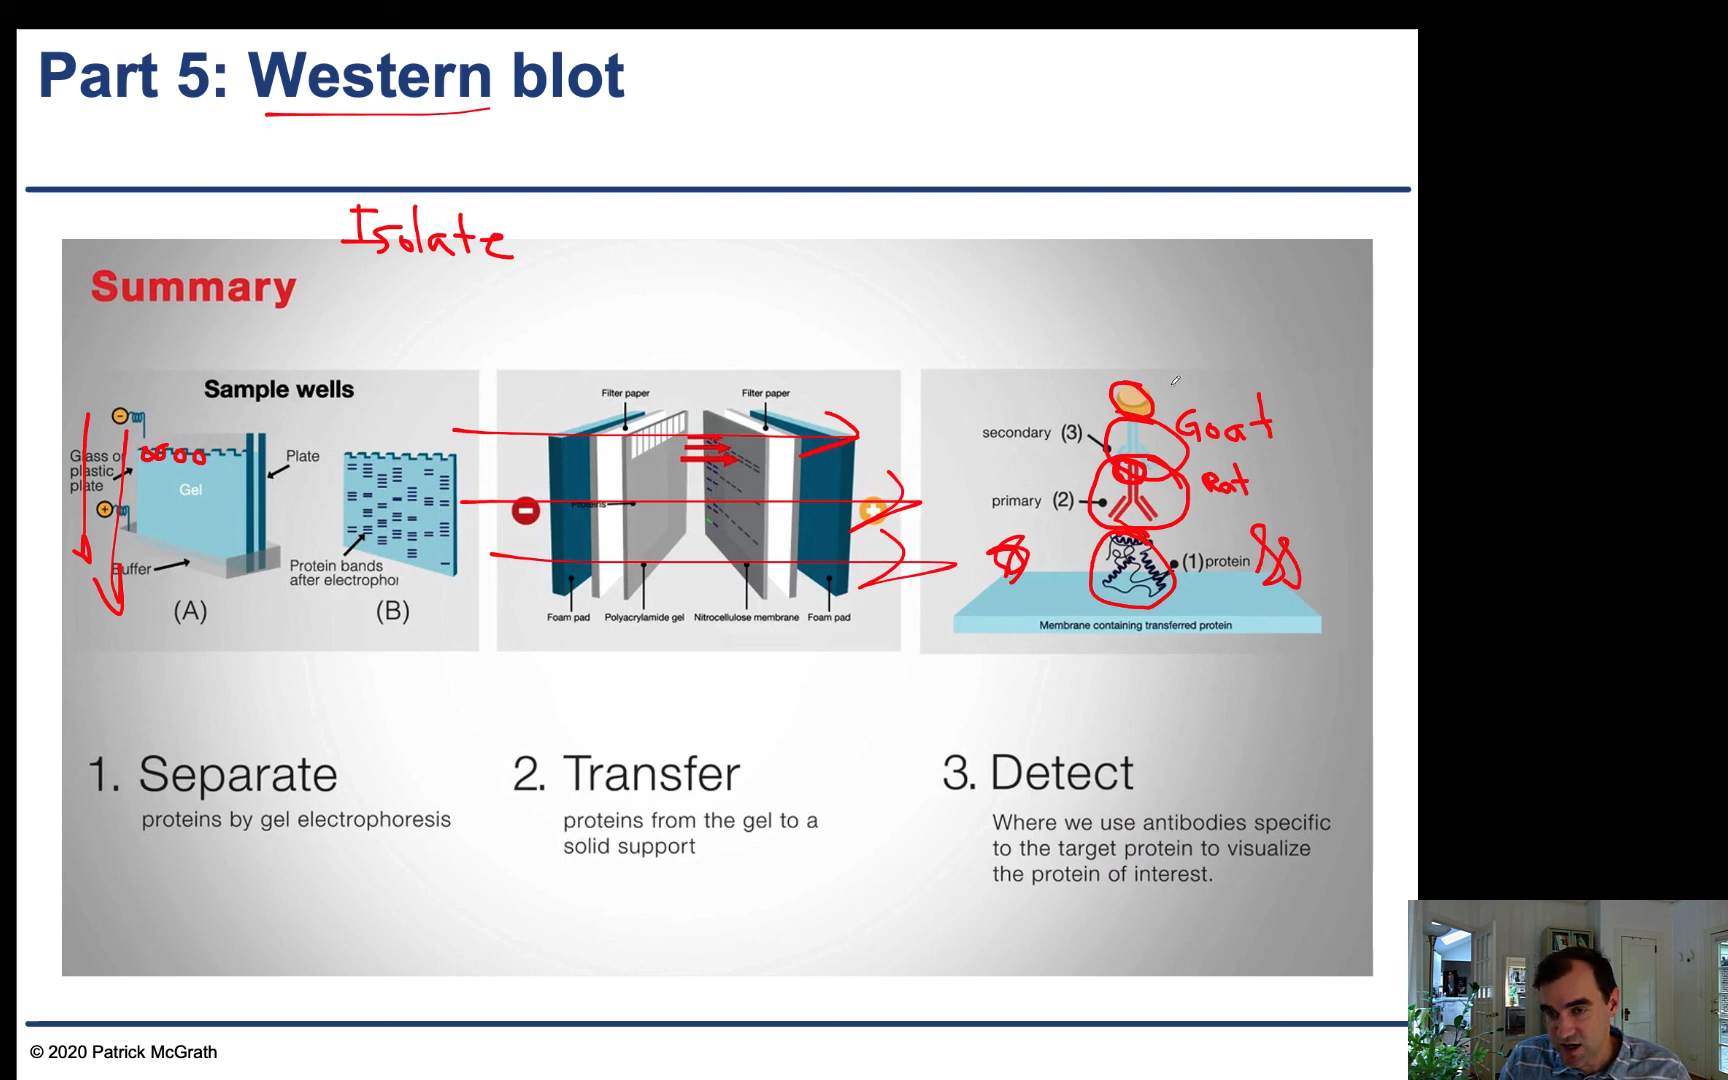 Part 5: Western blot
Isolate
Summary
Sample wells
Glass or
plastic
plate
Plate
Gel
Buffer
Protein bands
after electrophor
(A)
(B)
Filter paper
Filter paper
Proteins
Foam pad
Polyacrylamide gel
Nitrocellulose membrane
Foam pad
Goat
secondary (3)
Rat
primary (2)
(1) protein
Membrane containing transferred protein
1. Separate
proteins by gel electrophoresis
2. Transfer
proteins from the gel to a
solid support
3. Detect
Where we use antibodies specific
to the target protein to visualize
the protein of interest.
© 2020 Patrick McGrath